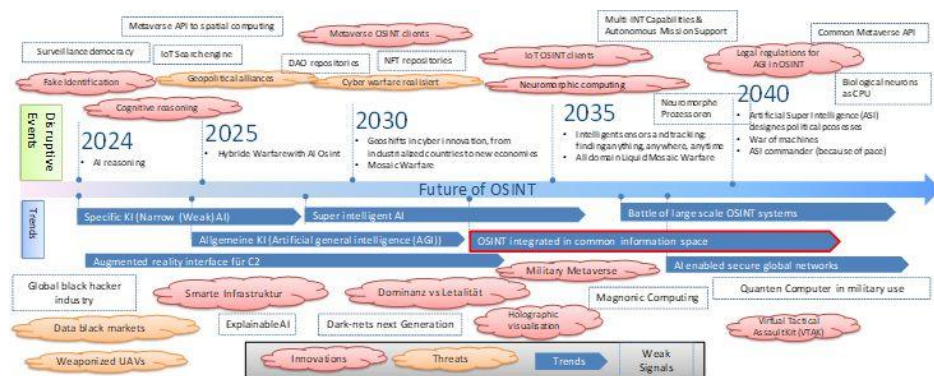 Metaverse API to spatial computing
Metaverse OSINT clients
Multi INT Capabilities &
Autonomous Mission Support
Common Metaverse API
Surveillance democracy
IoT Search engine
DAO repositories
NFT repositories
IoT OSINT clients
Legal regulations for
AGI in OSINT
Fake Identification
Geopolitical alliances
Cyber warfare realisiert
Neuromorphic computing
Biological neurons
as CPU
Cognitive reasoning
Neuromorphe
Prozessoren
Disruptive
Events
2024
AI reasoning
2025
Hybride Warfare with AI Osint
2030
Geoshifts in cyber innovation, from
industrialized countries to new economies
Mosaic Warfare
2035
Intelligent sensors and tracking:
finding anything, anywhere, anytime
All domain Liquid Mosaic Warfare
2040
Artificial Super Intelligence (ASI)
designes political processes
War of machines
ASI commander (because of pace)
Future of OSINT
Trends
Specific KI (Narrow (Weak) AI)
Super intelligent AI
Battle of large scale OSINT systems
Allgemeine KI (Artificial general intelligence (AGI))
OSINT integrated in common information space
Augmented reality interface für C2
Military Metaverse
AI enabled secure global networks
Global black hacker
industry
Smarte Infrastruktur
Dominanz vs Letalität
Magnonic Computing
Quanten Computer in military use
Data black markets
Explainable AI
Dark-nets next Generation
Holographic
visualisation
Virtual Tactical
Assault Kit (VTAK)
Weaponized UAVs
Innovations
Threats
Trends
Weak
Signals